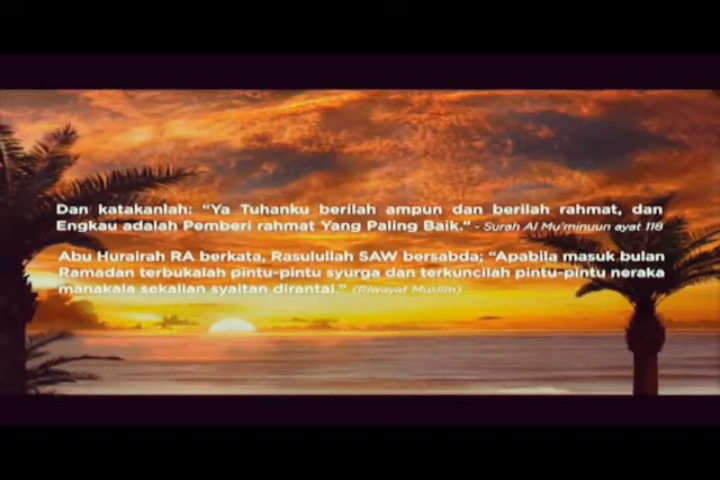 Dan katakanlah: “Ya Tuhanku berilah ampun dan berilah rahmat, dan
Engkau adalah Pemberi rahmat Yang Paling Baik.” - Surah Al Mu'minuun ayat 118
Abu Hurairah RA berkata, Rasulullah SAW bersabda; “Apabila masuk bulan
Ramadan terbukalah pintu-pintu syurga dan terkuncilah pintu-pintu neraka
manakala sekalian syaitan dirantai.” (Riwayat Muslim)